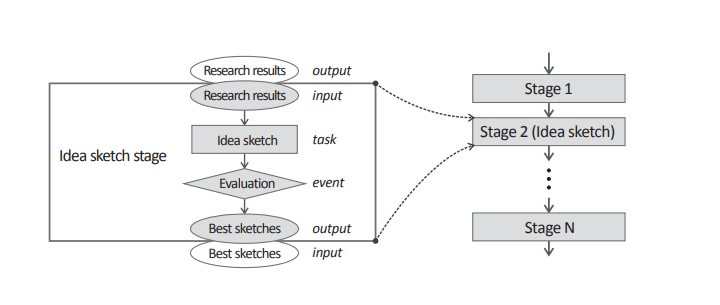 Research results output
Research results input
Idea sketch task
Idea sketch stage
Evaluation event
Best sketches output
Best sketches input
Stage 1
Stage 2 (Idea sketch)
Stage N